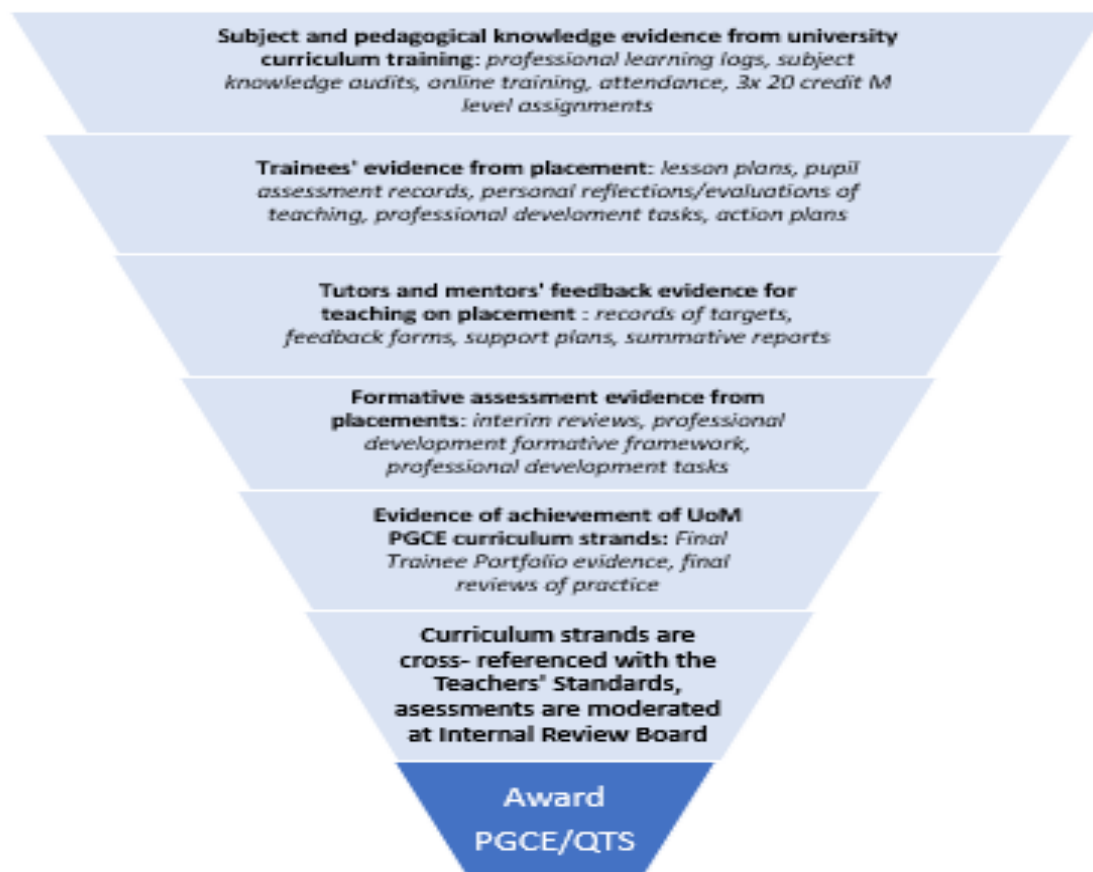 Subject and pedagogical knowledge evidence from university
curriculum training: professional learning logs, subject
knowledge audits, online training, attendance, 3x 20 credit M
level assignments
Trainees' evidence from placement: lesson plans, pupil
assessment records, personal reflections/evaluations of
teaching, professional develoment tasks, action plans
Tutors and mentors' feedback evidence for
teaching on placement : records of targets,
feedback forms, support plans, summative reports
Formative assessment evidence from
placements: interim reviews, professional
development formative framework,
professional development tasks
Evidence of achievement of UoM
PGCE curriculum strands: Final
Trainee Portfolio evidence, final
reviews of practice
Curriculum strands are
cross- referenced with the
Teachers' Standards,
asessments are moderated
at Internal Review Board
Award
PGCE/QTS